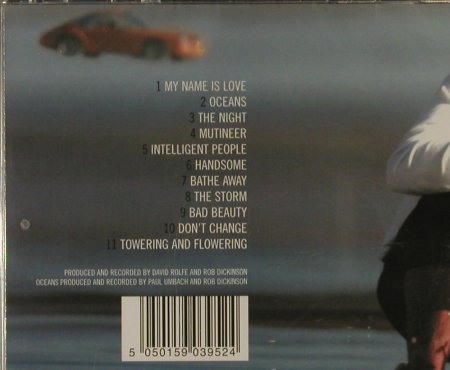 1 MY NAME IS LOVE
2 OCEANS
3 THE NIGHT
4 MUTINEER
5 INTELLIGENT PEOPLE
6 HANDSOME
7 BATHE AWAY
8 THE STORM
9 BAD BEAUTY
10 DON'T CHANGE
11 TOWERING AND FLOWERING
PRODUCED AND RECORDED BY DAVID ROLFE AND ROB DICKINSON
OCEANS PRODUCED AND RECORDED BY PAUL UMBACH AND ROB DICKINSON
5 050159 039524